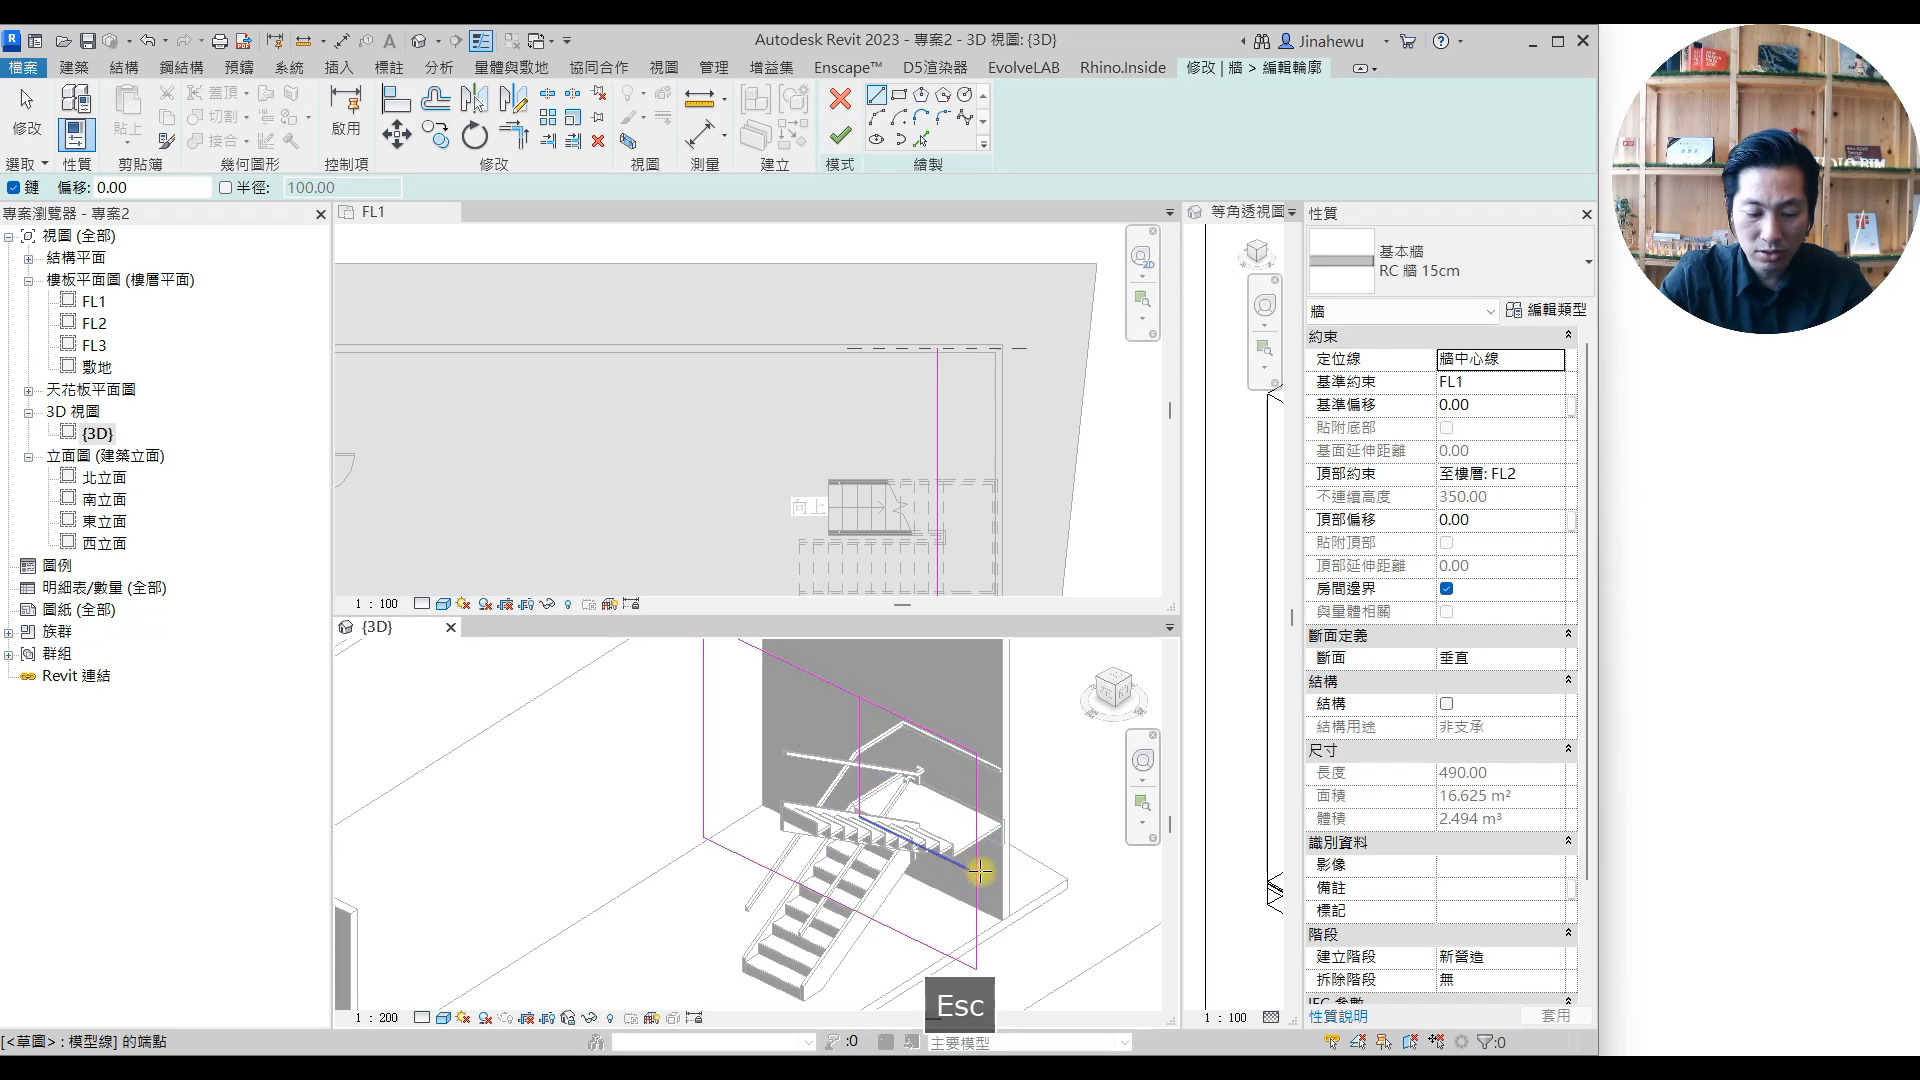 Autodesk Revit 2023 - 專案2 - 3D 視圖: {3D}
Jinahewu
檔案 建築 結構 鋼結構 預鑄 系統 插入 標註 分析 量體與敷地 協同合作 視圖 管理 增益集 Enscape™ D5渲染器 EvolveLAB Rhino.Inside 修改 | 牆 > 編輯輪廓
修改 貼上 蓋頂 切割 接合 啟用
選取 性質 剪貼簿 幾何圖形 控制項 修改 視圖 測量 建立 模式 繪製
鏈 偏移: 0.00 半徑: 100.00
專案瀏覽器 - 專案2
視圖 (全部)
結構平面
樓板平面圖 (樓層平面)
FL1
FL2
FL3
敷地
天花板平面圖
3D 視圖
{3D}
立面圖 (建築立面)
北立面
南立面
東立面
西立面
圖例
明細表/數量 (全部)
圖紙 (全部)
族群
群組
Revit 連結
FL1
2D
向上
1 : 100
{3D}
1 : 200
Esc
等角透視圖
1 : 100
性質
基本牆
RC 牆 15cm
牆 編輯類型
約束
定位線 牆中心線
基準約束 FL1
基準偏移 0.00
貼附底部
基面延伸距離 0.00
頂部約束 至樓層: FL2
不連續高度 350.00
頂部偏移 0.00
貼附頂部
頂部延伸距離 0.00
房間邊界
與量體相關
斷面定義
斷面 垂直
結構
結構
結構用途 非支承
尺寸
長度 490.00
面積 16.625 m²
體積 2.494 m³
識別資料
影像
備註
標記
階段
建立階段 新營造
拆除階段 無
IFC 參數
性質說明 套用
[<草圖> : 模型線] 的端點
:0 主要模型 :0